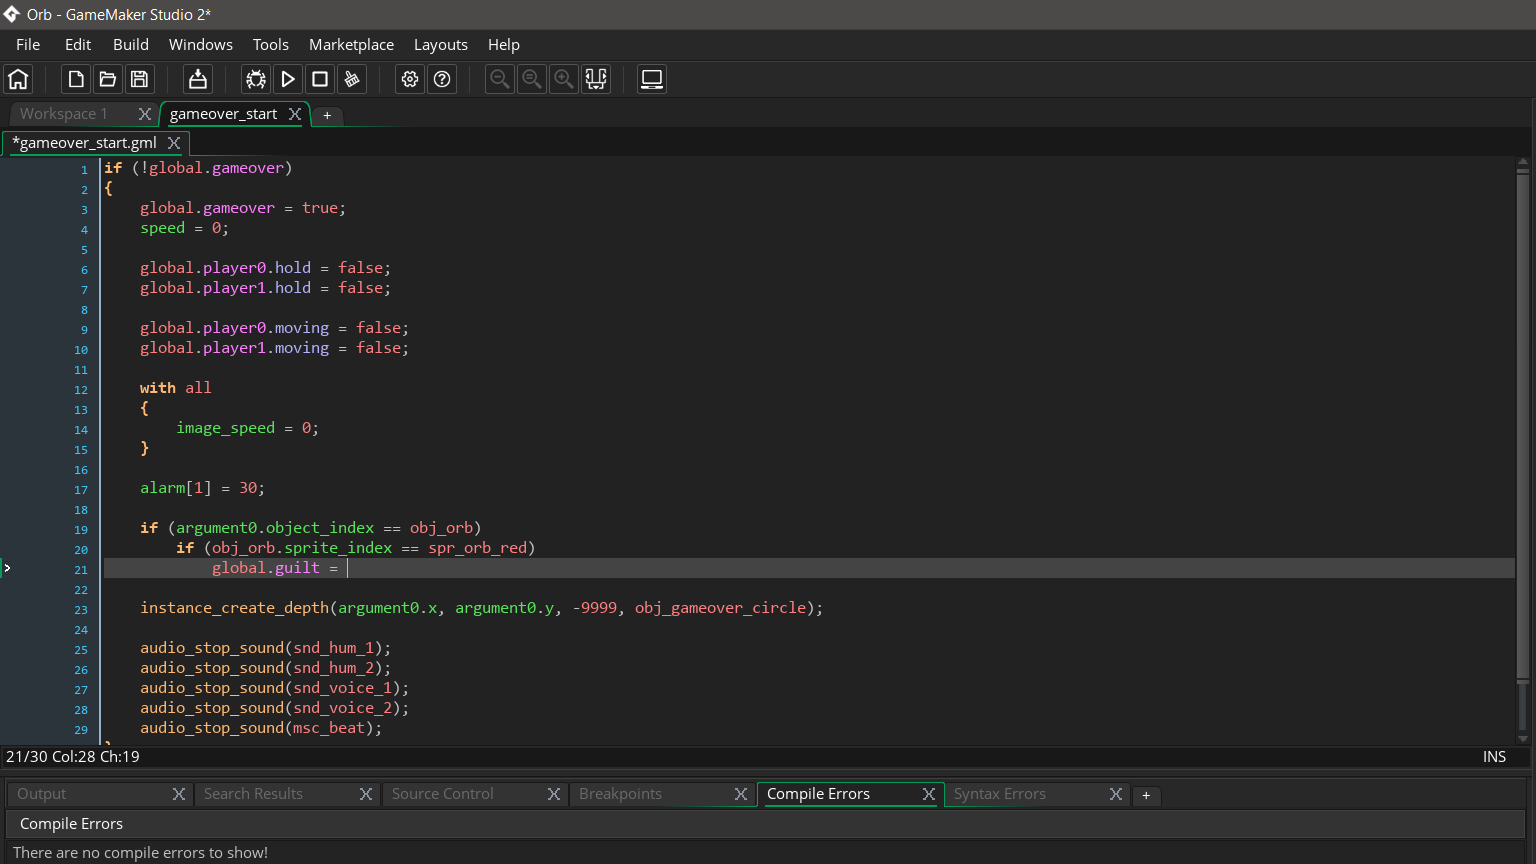 Orb - GameMaker Studio 2*
File Edit Build Windows Tools Marketplace Layouts Help
Workspace 1 X gameover_start X +
*gameover_start.gml X
1 if (!global.gameover)
2 {
3 global.gameover = true;
4 speed = 0;
5
6 global.player0.hold = false;
7 global.player1.hold = false;
8
9 global.player0.moving = false;
10 global.player1.moving = false;
11
12 with all
13 {
14 image_speed = 0;
15 }
16
17 alarm[1] = 30;
18
19 if (argument0.object_index == obj_orb)
20 if (obj_orb.sprite_index == spr_orb_red)
21 global.guilt =
22
23 instance_create_depth(argument0.x, argument0.y, -9999, obj_gameover_circle);
24
25 audio_stop_sound(snd_hum_1);
26 audio_stop_sound(snd_hum_2);
27 audio_stop_sound(snd_voice_1);
28 audio_stop_sound(snd_voice_2);
29 audio_stop_sound(msc_beat);
21/30 Col:28 Ch:19 INS
Output X Search Results X Source Control X Breakpoints X Compile Errors X Syntax Errors X +
Compile Errors
There are no compile errors to show!